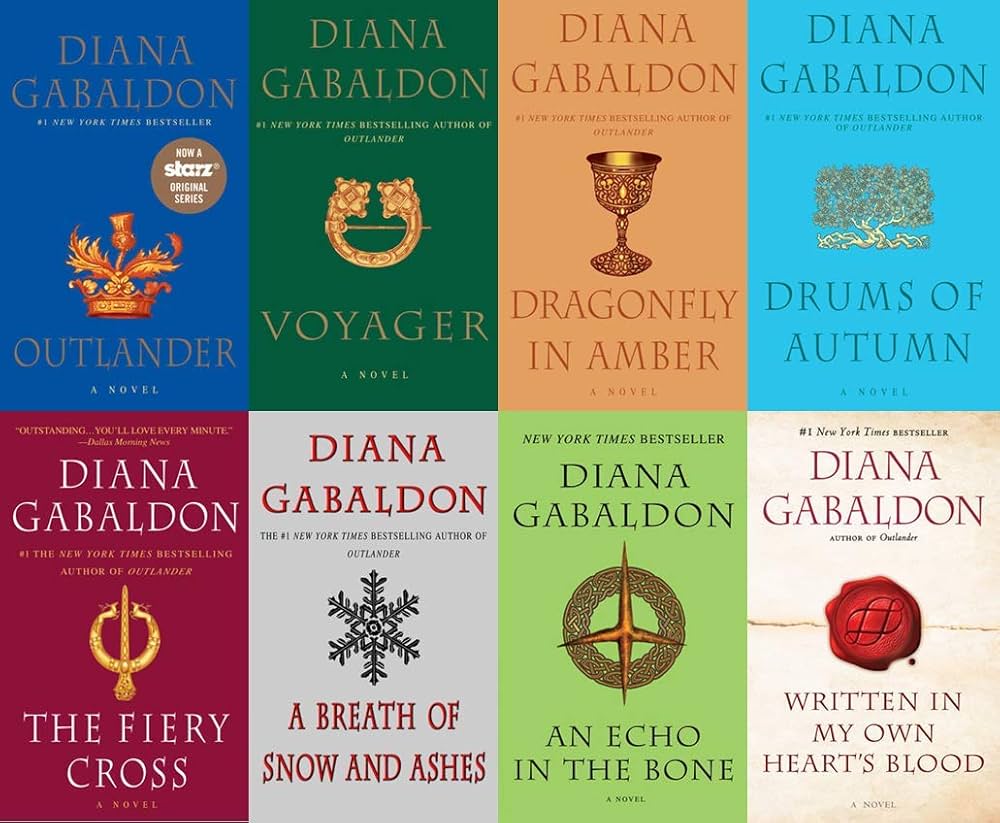 DIANA
GABALDON
#1 NEW YORK TIMES BESTSELLER
NOW A
starz®
ORIGINAL
SERIES
OUTLANDER
A NOVEL
DIANA
GABALDON
#1 NEW YORK TIMES BESTSELLING AUTHOR OF
OUTLANDER
VOYAGER
A NOVEL
DIANA
GABALDON
#1 NEW YORK TIMES BESTSELLING AUTHOR OF
OUTLANDER
DRAGONFLY
IN AMBER
A NOVEL
DIANA
GABALDON
#1 NEW YORK TIMES BESTSELLING AUTHOR
OF OUTLANDER
DRUMS OF
AUTUMN
A NOVEL
"OUTSTANDING...YOU'LL LOVE EVERY MINUTE."
—Dallas Morning News
DIANA
GABALDON
#1 THE NEW YORK TIMES BESTSELLING
AUTHOR OF OUTLANDER
THE FIERY
CROSS
A NOVEL
DIANA
GABALDON
THE #1 NEW YORK TIMES BESTSELLING AUTHOR OF
OUTLANDER
A BREATH OF
SNOW AND ASHES
NEW YORK TIMES BESTSELLER
DIANA
GABALDON
AN ECHO
IN THE BONE
A NOVEL
#1 New York Times BESTSELLER
DIANA
GABALDON
AUTHOR OF Outlander
WRITTEN IN
MY OWN
HEART'S BLOOD
A NOVEL